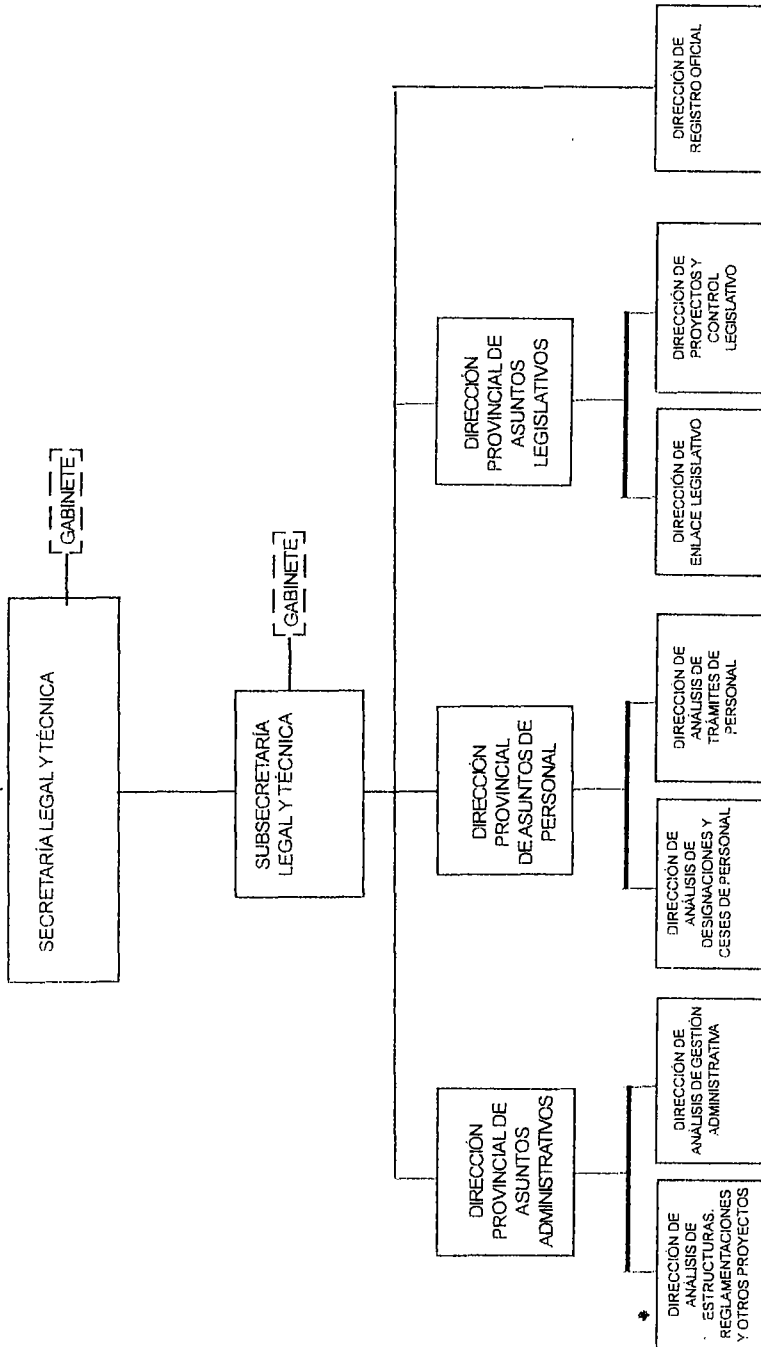 SECRETARÍA LEGAL Y TÉCNICA
GABINETE
SUBSECRETARÍA
LEGAL Y TÉCNICA
GABINETE
DIRECCIÓN
PROVINCIAL DE
ASUNTOS
ADMINISTRATIVOS
DIRECCIÓN
PROVINCIAL
DE ASUNTOS DE
PERSONAL
DIRECCIÓN
PROVINCIAL DE
ASUNTOS
LEGISLATIVOS
DIRECCIÓN DE
ANÁLISIS DE
ESTRUCTURAS.
REGLAMENTACIONES
Y OTROS PROYECTOS
DIRECCIÓN DE
ANÁLISIS DE GESTIÓN
ADMINISTRATIVA
DIRECCIÓN DE
ANÁLISIS DE
DESIGNACIONES Y
CESES DE PERSONAL
DIRECCIÓN DE
ANÁLISIS DE
TRÁMITES DE
PERSONAL
DIRECCIÓN DE
ENLACE LEGISLATIVO
DIRECCIÓN DE
PROYECTOS Y
CONTROL
LEGISLATIVO
DIRECCIÓN DE
REGISTRO OFICIAL